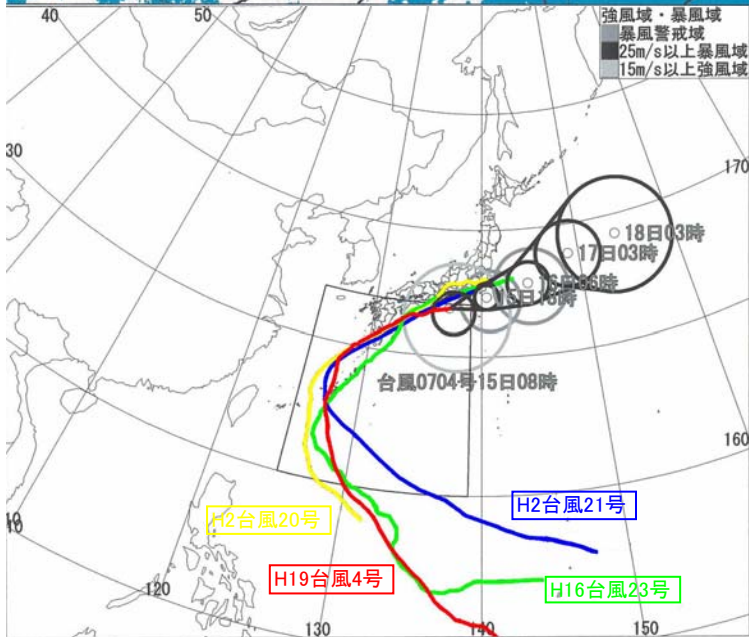 40
50
強風域・暴風域
暴風警戒域
25m/s以上暴風域
15m/s以上強風域
30
170
18日03時
17日03時
16日06時
15日18時
台風0704号15日08時
160
H2台風21号
H2台風20号
10
H19台風4号
H16台風23号
120
130
140
150